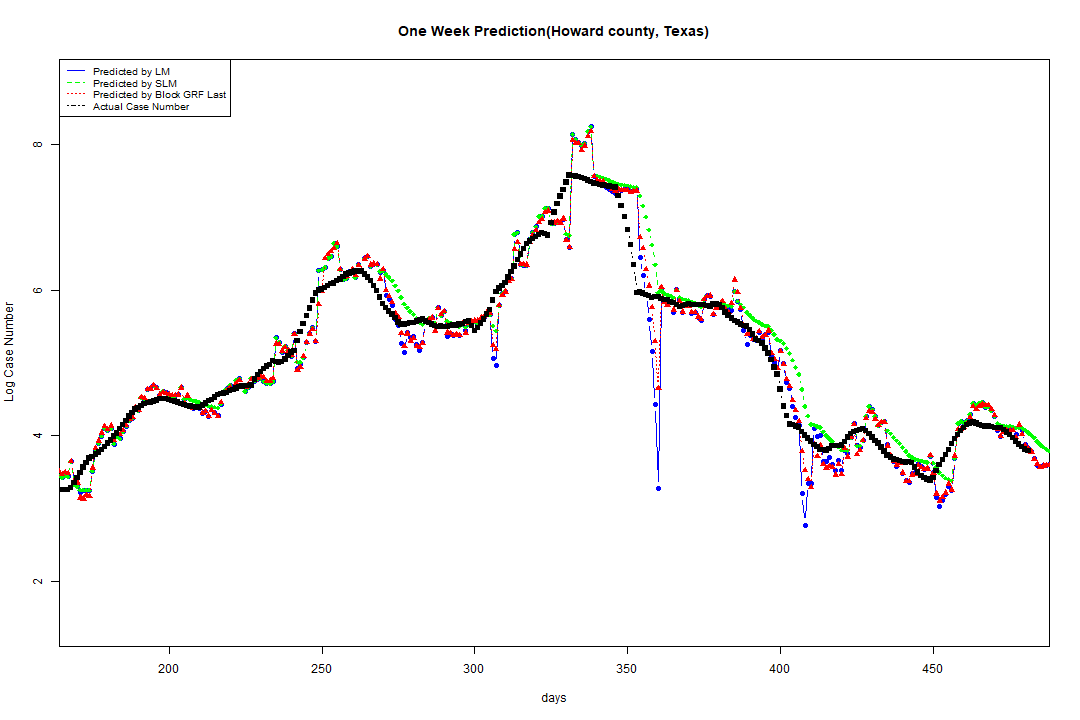 One Week Prediction(Howard county, Texas)
Predicted by LM
Predicted by SLM
Predicted by Block GRF Last
Actual Case Number
Log Case Number
8
6
4
2
200 250 300 350 400 450
days